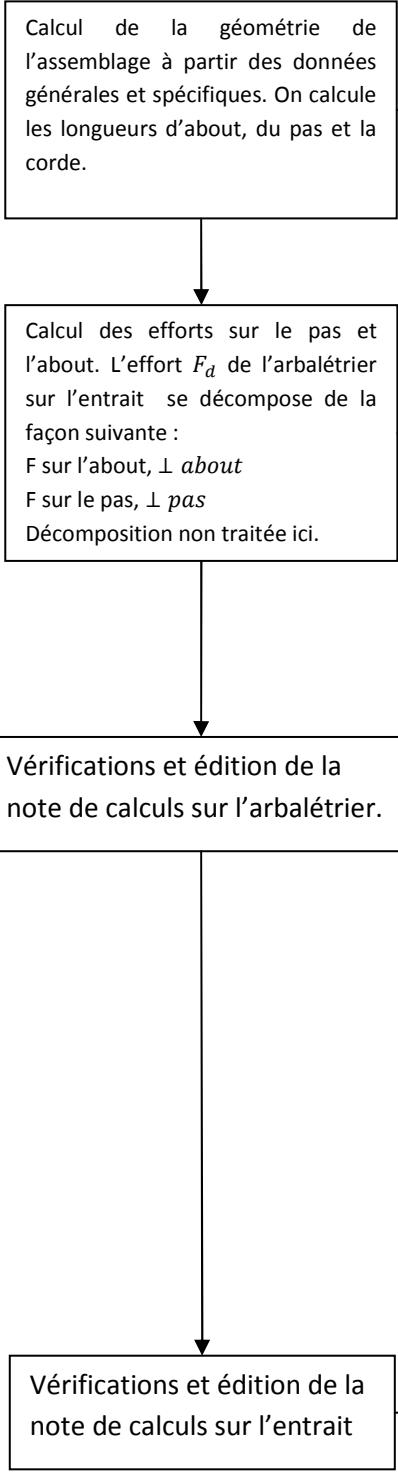 Calcul de la géométrie de
l’assemblage à partir des données
générales et spécifiques. On calcule
les longueurs d’about, du pas et la
corde.
Calcul des efforts sur le pas et
l’about. L’effort F_d de l’arbalétrier
sur l’entrait se décompose de la
façon suivante :
F sur l’about, ⊥ about
F sur le pas, ⊥ pas
Décomposition non traitée ici.
Vérifications et édition de la
note de calculs sur l’arbalétrier.
Vérifications et édition de la
note de calculs sur l’entrait